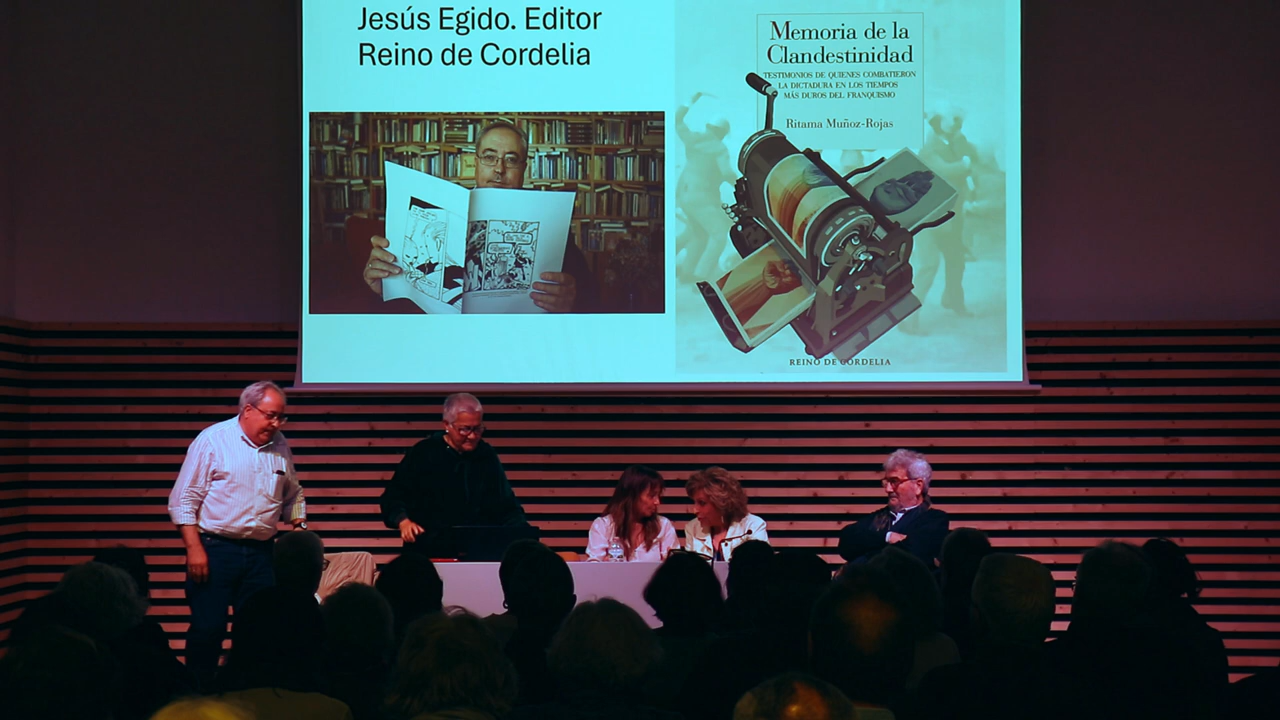 Jesús Egido. Editor
Reino de Cordelia
Memoria de la
Clandestinidad
TESTIMONIOS DE QUIENES COMBATIERON
LA DICTADURA EN LOS TIEMPOS
MÁS DUROS DEL FRANQUISMO
Ritama Muñoz-Rojas
REINO DE CORDELIA